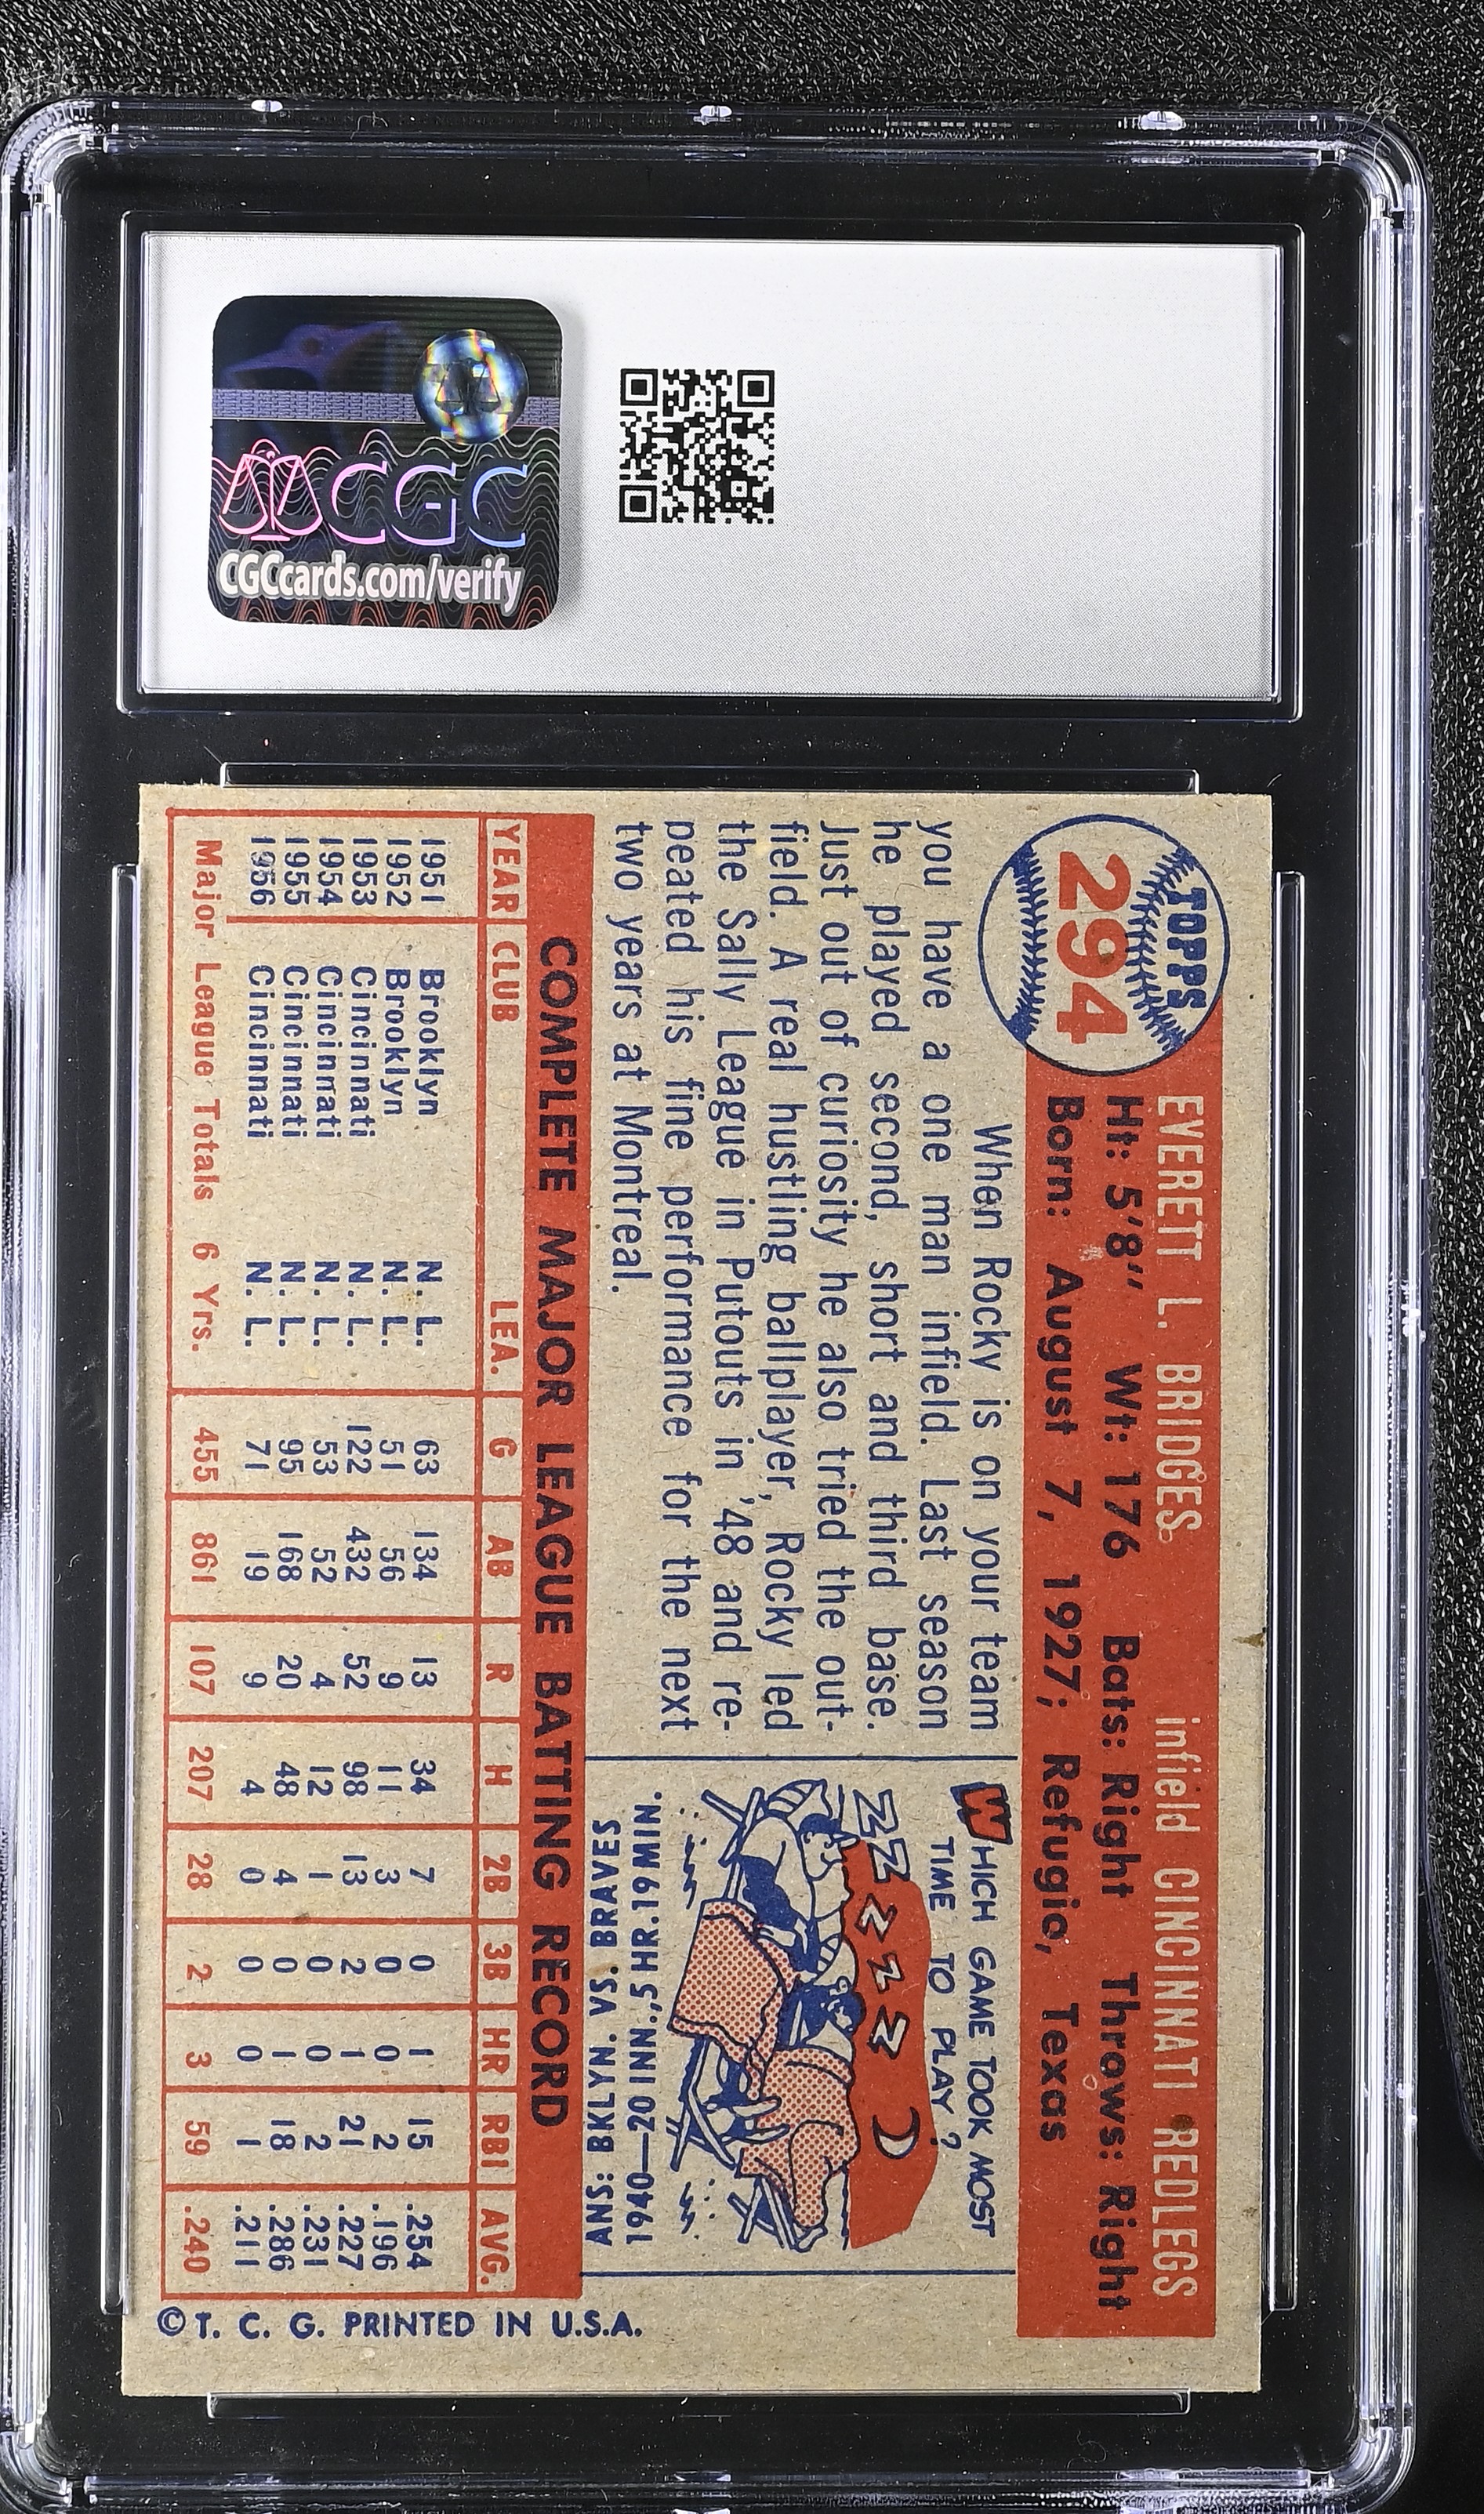 CGC
CGCcards.com/verify
TOPPS
294
EVERETT L. BRIDGES infield CINCINNATI REDLEGS
Ht: 5'8" Wt: 176 Bats: Right Throws: Right
Born: August 7, 1927; Refugio, Texas
When Rocky is on your team
you have a one man infield. Last season
he played second, short and third base.
Just out of curiosity he also tried the out-
field. A real hustling ballplayer, Rocky led
the Sally League in Putouts in '48 and re-
peated his fine performance for the next
two years at Montreal.
WHICH GAME TOOK MOST
TIME TO PLAY?
ZZ Z Z Z
1940—20 INN., 5 HR. 19 MIN.
ANS: BKLYN. VS. BRAVES
COMPLETE MAJOR LEAGUE BATTING RECORD
YEAR CLUB LEA. G AB R H 2B 3B HR RBI AVG.
1951 Brooklyn N. L. 63 134 13 34 7 0 1 15 .254
1952 Brooklyn N. L. 51 56 9 11 3 0 0 2 .196
1953 Cincinnati N. L. 122 432 52 98 13 2 1 21 .227
1954 Cincinnati N. L. 53 52 4 12 1 0 0 2 .231
1955 Cincinnati N. L. 95 168 20 48 4 0 1 18 .286
1956 Cincinnati N. L. 71 19 9 4 0 0 0 1 .211
Major League Totals 6 Yrs. 455 861 107 207 28 2 3 59 .240
©T. C. G. PRINTED IN U.S.A.